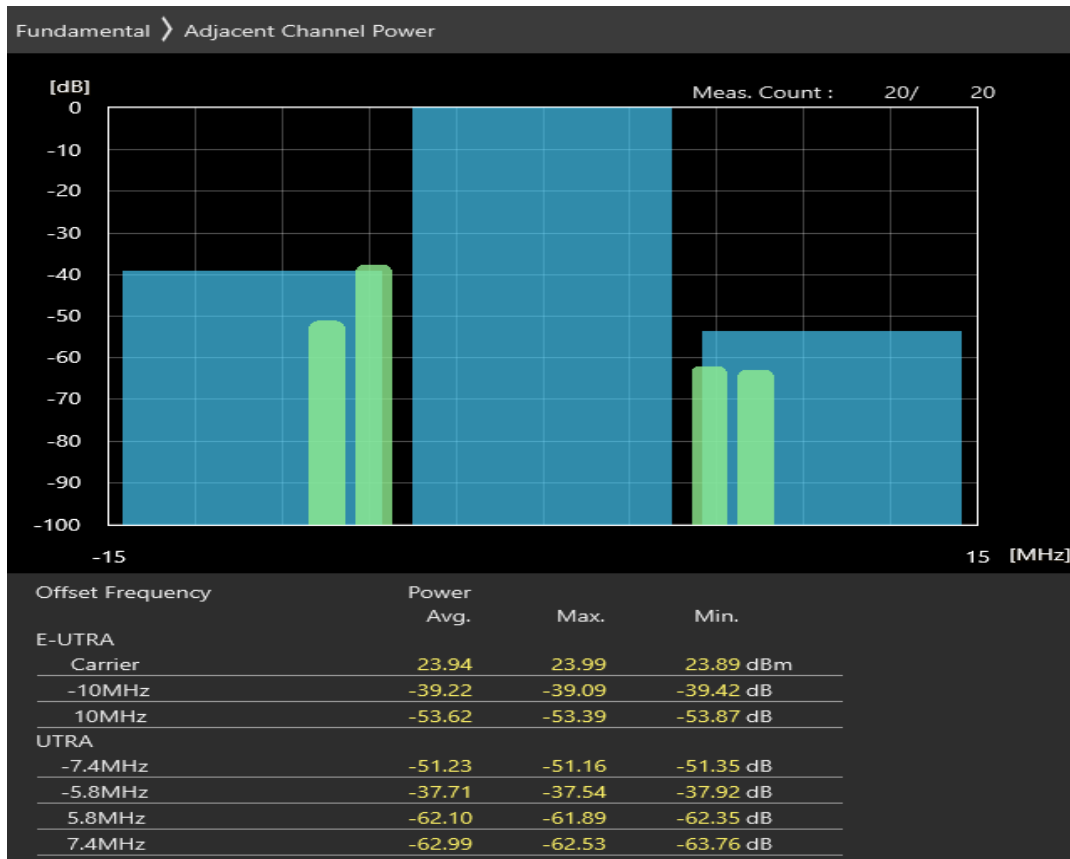 Fundamental 〉 Adjacent Channel Power
[dB]
Meas. Count : 20/ 20
0
-10
-20
-30
-40
-50
-60
-70
-80
-90
-100
-15 15 [MHz]
Offset Frequency Power
Avg. Max. Min.
E-UTRA
Carrier 23.94 23.99 23.89 dBm
-10MHz -39.22 -39.09 -39.42 dB
10MHz -53.62 -53.39 -53.87 dB
UTRA
-7.4MHz -51.23 -51.16 -51.35 dB
-5.8MHz -37.71 -37.54 -37.92 dB
5.8MHz -62.10 -61.89 -62.35 dB
7.4MHz -62.99 -62.53 -63.76 dB